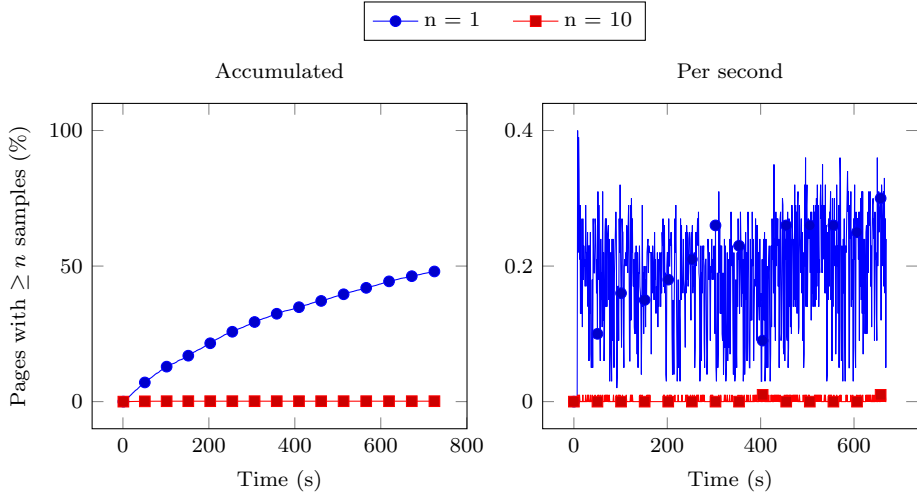 n = 1 n = 10
Accumulated
Per second
Pages with ≥ n samples (%)
100
50
0
0 200 400 600 800
Time (s)
0.4
0.2
0
0 200 400 600
Time (s)